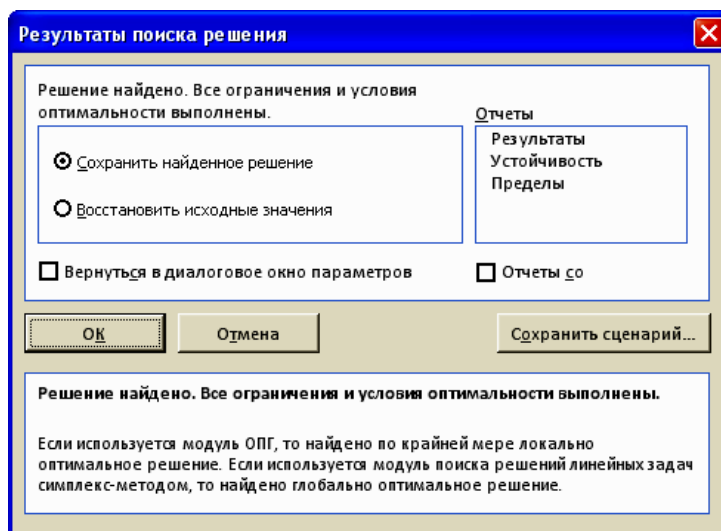 Результаты поиска решения
Решение найдено. Все ограничения и условия
оптимальности выполнены.
Отчеты
Результаты
Устойчивость
Пределы
Сохранить найденное решение
Восстановить исходные значения
Вернуться в диалоговое окно параметров
Отчеты со
ОК
Отмена
Сохранить сценарий...
Решение найдено. Все ограничения и условия оптимальности выполнены.
Если используется модуль ОПГ, то найдено по крайней мере локально
оптимальное решение. Если используется модуль поиска решений линейных задач
симплекс-методом, то найдено глобально оптимальное решение.